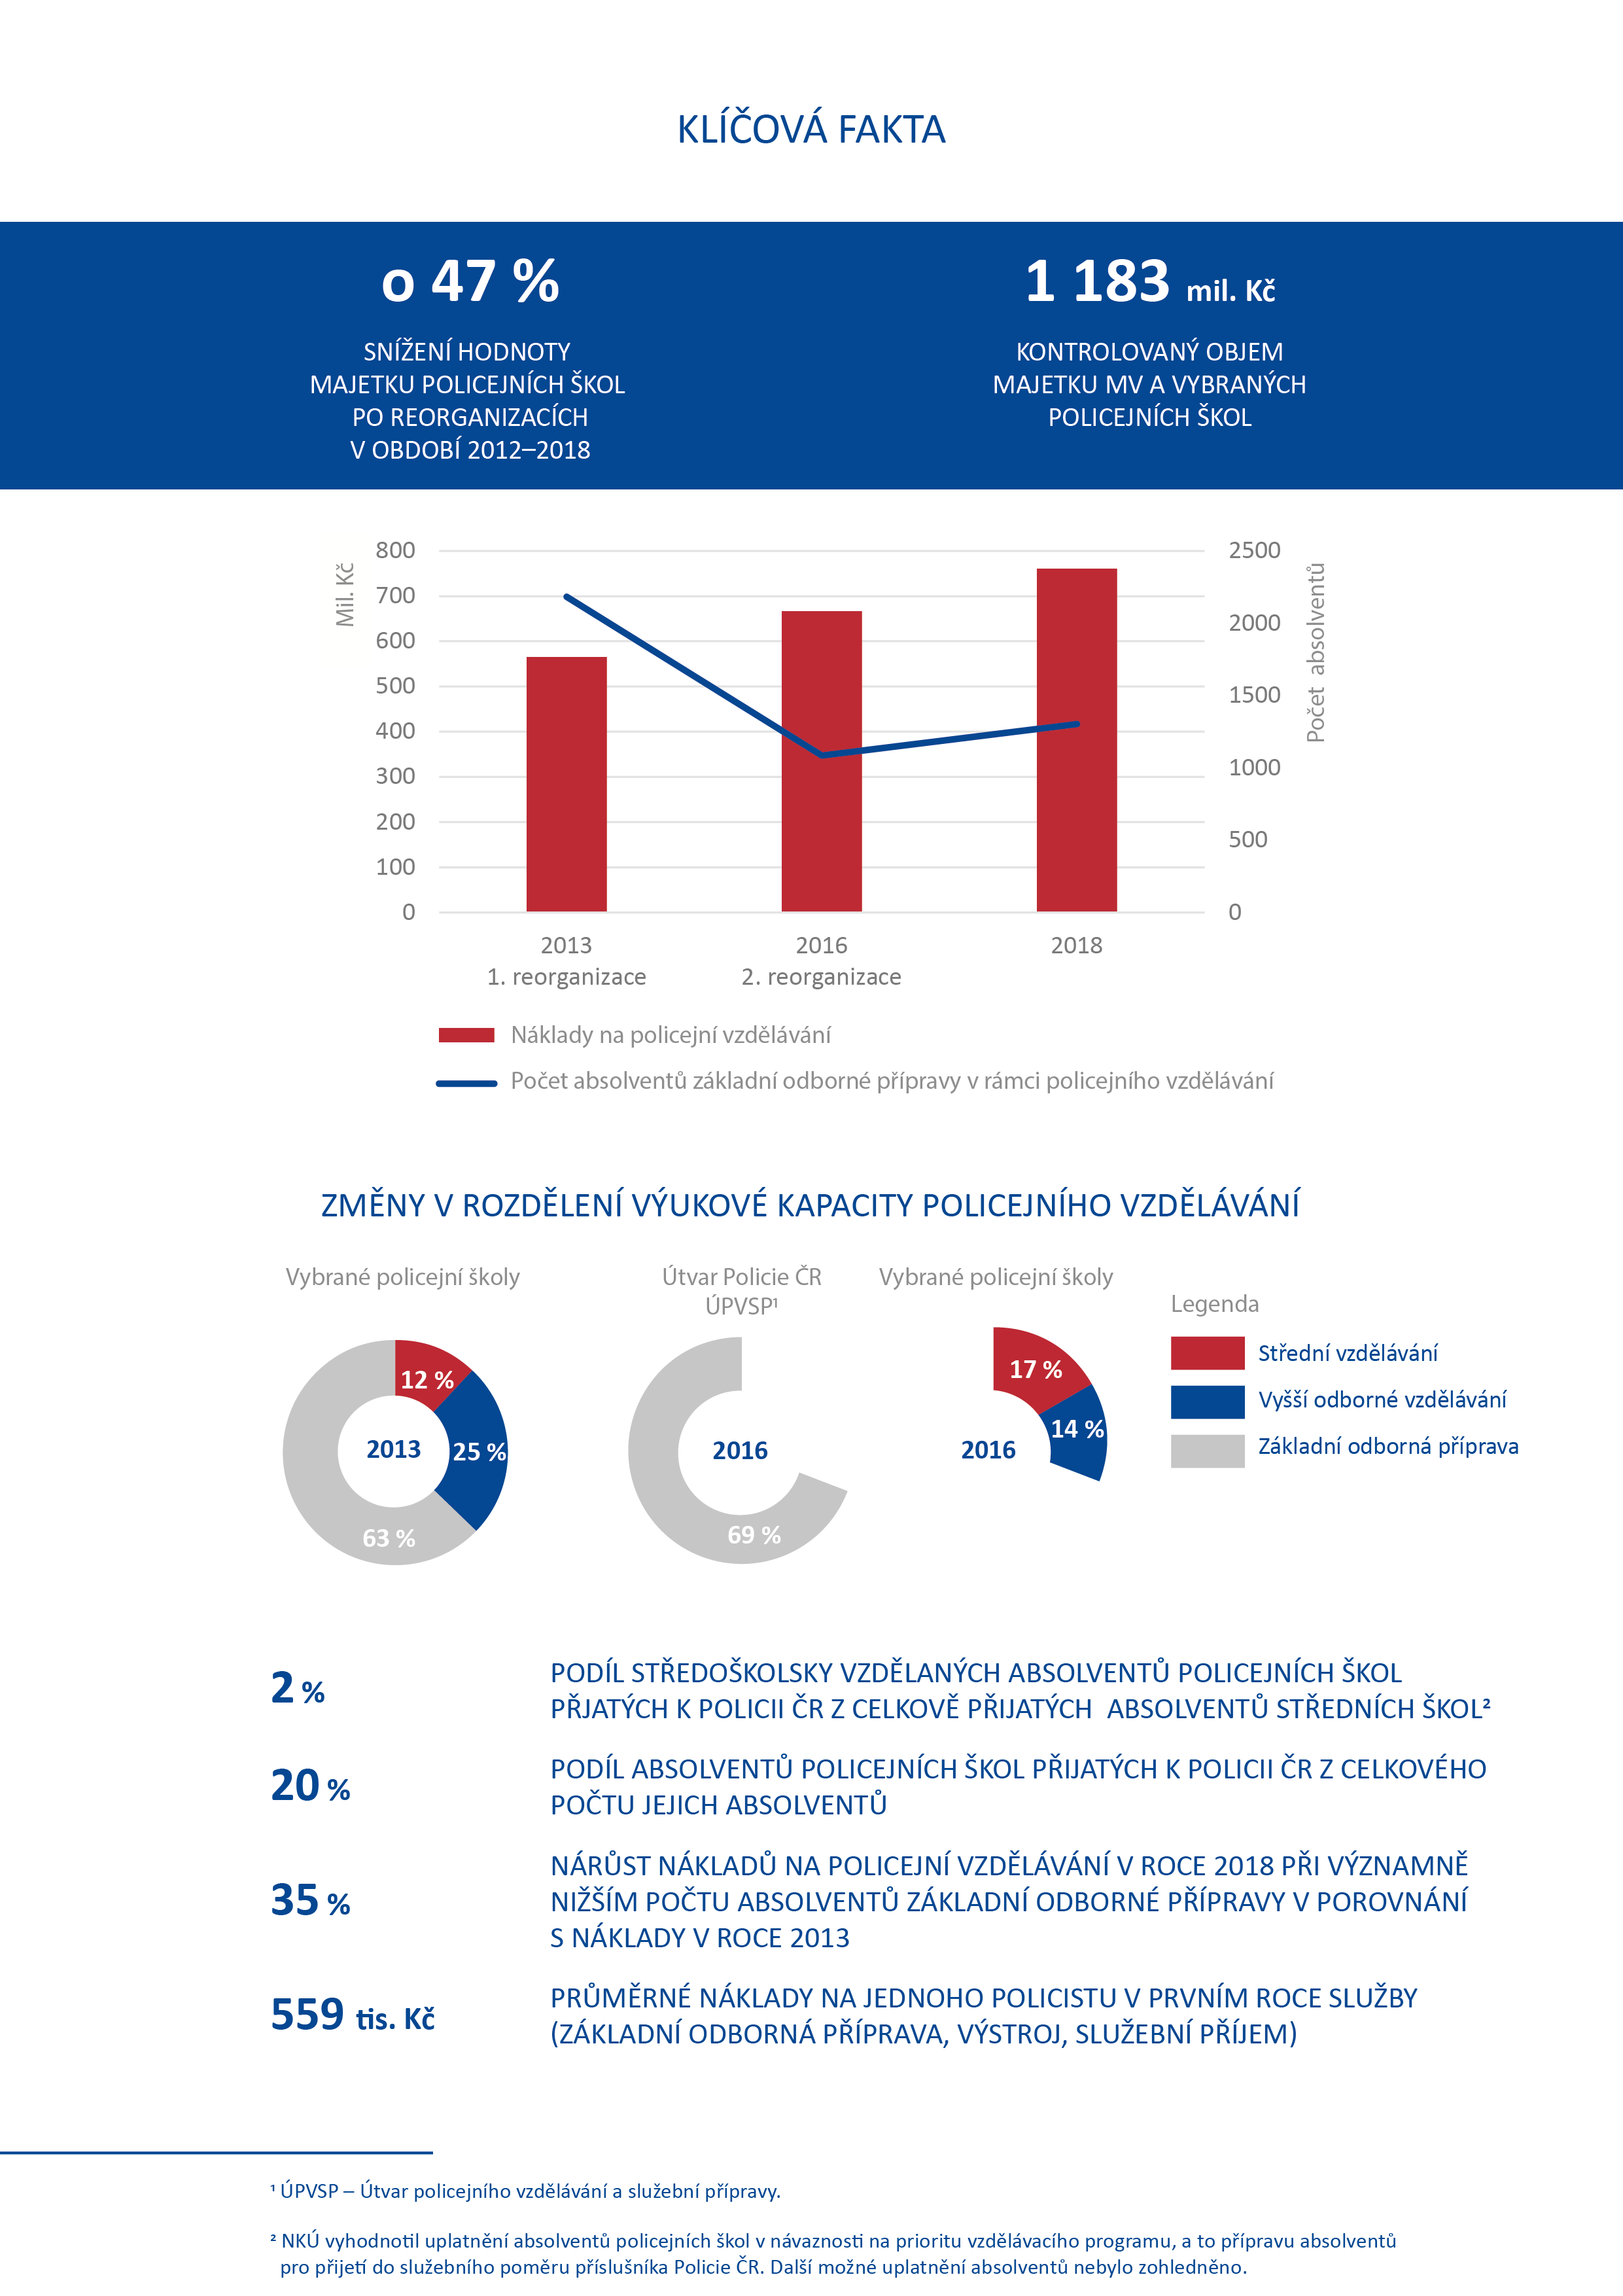 KLÍČOVÁ FAKTA
o 47 %
SNÍŽENÍ HODNOTY
MAJETKU POLICEJNÍCH ŠKOL
PO REORGANIZACÍCH
V OBDOBÍ 2012–2018
1 183 mil. Kč
KONTROLOVANÝ OBJEM
MAJETKU MV A VYBRANÝCH
POLICEJNÍCH ŠKOL
Mil. Kč
800
700
600
500
400
300
200
100
0
2500
2000
1500
1000
500
0
Počet absolventů
2013
1. reorganizace
2016
2. reorganizace
2018
Náklady na policejní vzdělávání
Počet absolventů základní odborné přípravy v rámci policejního vzdělávání
ZMĚNY V ROZDĚLENÍ VÝUKOVÉ KAPACITY POLICEJNÍHO VZDĚLÁVÁNÍ
Vybrané policejní školy
12 %
2013
25 %
63 %
Útvar Policie ČR
ÚPVSP¹
2016
69 %
Vybrané policejní školy
17 %
14 %
2016
Legenda
Střední vzdělávání
Vyšší odborné vzdělávání
Základní odborná příprava
2 %
PODÍL STŘEDOŠKOLSKY VZDĚLANÝCH ABSOLVENTŮ POLICEJNÍCH ŠKOL
PŘJATÝCH K POLICII ČR Z CELKOVĚ PŘIJATÝCH ABSOLVENTŮ STŘEDNÍCH ŠKOL²
20 %
PODÍL ABSOLVENTŮ POLICEJNÍCH ŠKOL PŘIJATÝCH K POLICII ČR Z CELKOVÉHO
POČTU JEJICH ABSOLVENTŮ
35 %
NÁRŮST NÁKLADŮ NA POLICEJNÍ VZDĚLÁVÁNÍ V ROCE 2018 PŘI VÝZNAMNĚ
NIŽŠÍM POČTU ABSOLVENTŮ ZÁKLADNÍ ODBORNÉ PŘÍPRAVY V POROVNÁNÍ
S NÁKLADY V ROCE 2013
559 tis. Kč
PRŮMĚRNÉ NÁKLADY NA JEDNOHO POLICISTU V PRVNÍM ROCE SLUŽBY
(ZÁKLADNÍ ODBORNÁ PŘÍPRAVA, VÝSTROJ, SLUŽEBNÍ PŘÍJEM)
¹ ÚPVSP – Útvar policejního vzdělávání a služební přípravy.
² NKÚ vyhodnotil uplatnění absolventů policejních škol v návaznosti na prioritu vzdělávacího programu, a to přípravu absolventů
pro přijetí do služebního poměru příslušníka Policie ČR. Další možné uplatnění absolventů nebylo zohledněno.